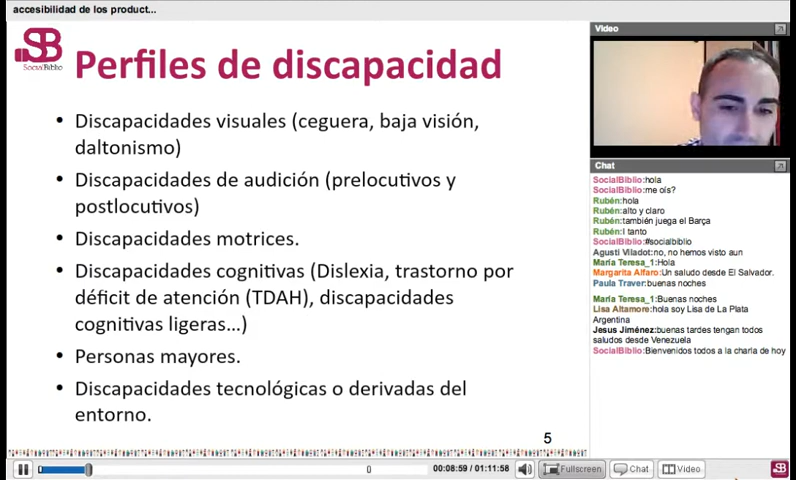 accesibilidad de los product...
SB
SocialBiblio
Perfiles de discapacidad
• Discapacidades visuales (ceguera, baja visión,
daltonismo)
• Discapacidades de audición (prelocutivos y
postlocutivos)
• Discapacidades motrices.
• Discapacidades cognitivas (Dislexia, trastorno por
déficit de atención (TDAH), discapacidades
cognitivas ligeras...)
• Personas mayores.
• Discapacidades tecnológicas o derivadas del
entorno.
5
Video
Chat
SocialBiblio:hola
SocialBiblio:me oís?
Rubén:hola
Rubén:alto y claro
Rubén:también juega el Barça
Rubén:1 tanto
SocialBiblio:#socialbiblio
Agustí Viladot:no, no hemos visto aun
María Teresa_1:Hola
Margarita Alfaro:Un saludo desde El Salvador.
Paula Traver:buenas noches
María Teresa_1:Buenas noches
Lisa Altamore:hola soy Lisa de La Plata
Argentina
Jesus Jiménez:buenas tardes tengan todos
saludos desde Venezuela
SocialBiblio:Bienvenidos todos a la charla de hoy
00:08:59 / 01:11:58
Fullscreen
Chat
Video
SB